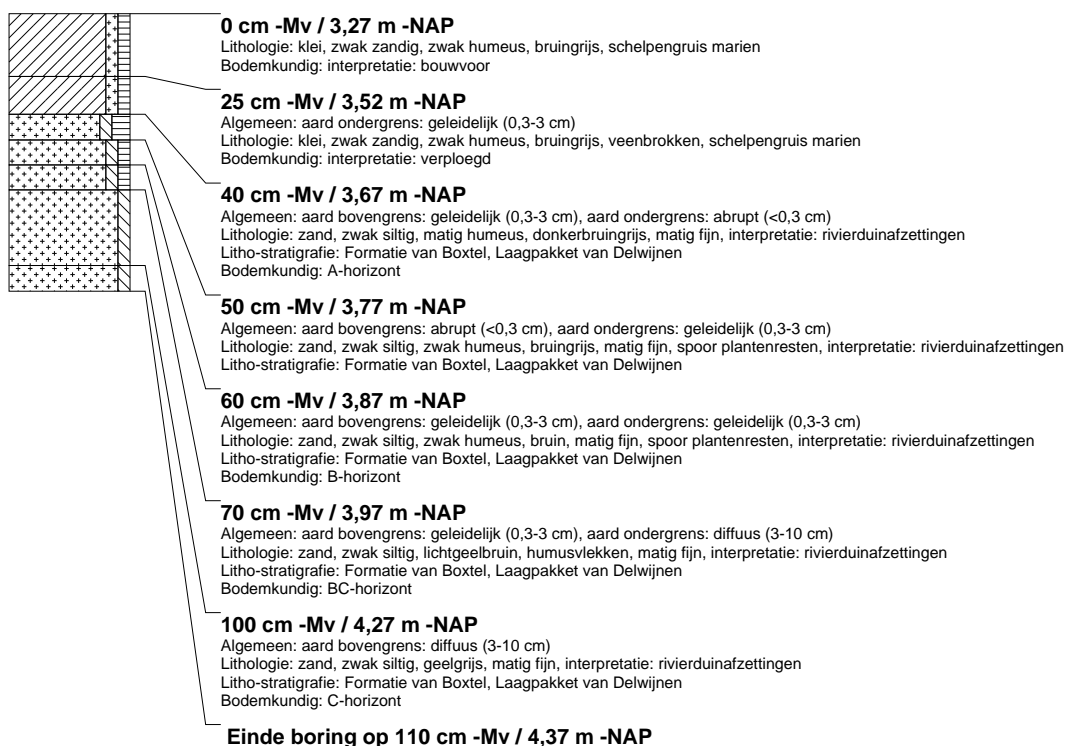 0 cm -Mv / 3,27 m -NAP
Lithologie: klei, zwak zandig, zwak humeus, bruingrijs, schelpengruis marien
Bodemkundig: interpretatie: bouwvoor
25 cm -Mv / 3,52 m -NAP
Algemeen: aard ondergrens: geleidelijk (0,3-3 cm)
Lithologie: klei, zwak zandig, zwak humeus, bruingrijs, veenbrokken, schelpengruis marien
Bodemkundig: interpretatie: verploegd
40 cm -Mv / 3,67 m -NAP
Algemeen: aard bovengrens: geleidelijk (0,3-3 cm), aard ondergrens: abrupt (<0,3 cm)
Lithologie: zand, zwak siltig, matig humeus, donkerbruingrijs, matig fijn, interpretatie: rivierduinafzettingen
Litho-stratigrafie: Formatie van Boxtel, Laagpakket van Delwijnen
Bodemkundig: A-horizont
50 cm -Mv / 3,77 m -NAP
Algemeen: aard bovengrens: abrupt (<0,3 cm), aard ondergrens: geleidelijk (0,3-3 cm)
Lithologie: zand, zwak siltig, zwak humeus, bruingrijs, matig fijn, spoor plantenresten, interpretatie: rivierduinafzettingen
Litho-stratigrafie: Formatie van Boxtel, Laagpakket van Delwijnen
60 cm -Mv / 3,87 m -NAP
Algemeen: aard bovengrens: geleidelijk (0,3-3 cm), aard ondergrens: geleidelijk (0,3-3 cm)
Lithologie: zand, zwak siltig, zwak humeus, bruin, matig fijn, spoor plantenresten, interpretatie: rivierduinafzettingen
Litho-stratigrafie: Formatie van Boxtel, Laagpakket van Delwijnen
Bodemkundig: B-horizont
70 cm -Mv / 3,97 m -NAP
Algemeen: aard bovengrens: geleidelijk (0,3-3 cm), aard ondergrens: diffuus (3-10 cm)
Lithologie: zand, zwak siltig, lichtgeelbruin, humusvlekken, matig fijn, interpretatie: rivierduinafzettingen
Litho-stratigrafie: Formatie van Boxtel, Laagpakket van Delwijnen
Bodemkundig: BC-horizont
100 cm -Mv / 4,27 m -NAP
Algemeen: aard bovengrens: diffuus (3-10 cm)
Lithologie: zand, zwak siltig, geelgrijs, matig fijn, interpretatie: rivierduinafzettingen
Litho-stratigrafie: Formatie van Boxtel, Laagpakket van Delwijnen
Bodemkundig: C-horizont
Einde boring op 110 cm -Mv / 4,37 m -NAP